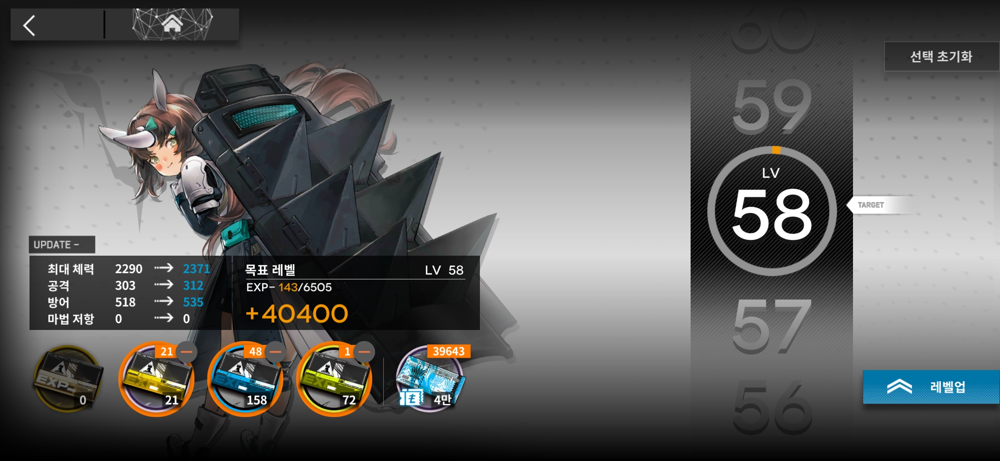 60
선택 초기화
59
LV
58
TARGET
57
56
UPDATE –
최대 체력 2290 2371
공격 303 312
방어 518 535
마법 저항 0 0
목표 레벨 LV 58
EXP– 143/6505
+40400
EXP–
0
21
EXP
21
48
EXP
158
1
EXP
72
39643
4만
레벨업